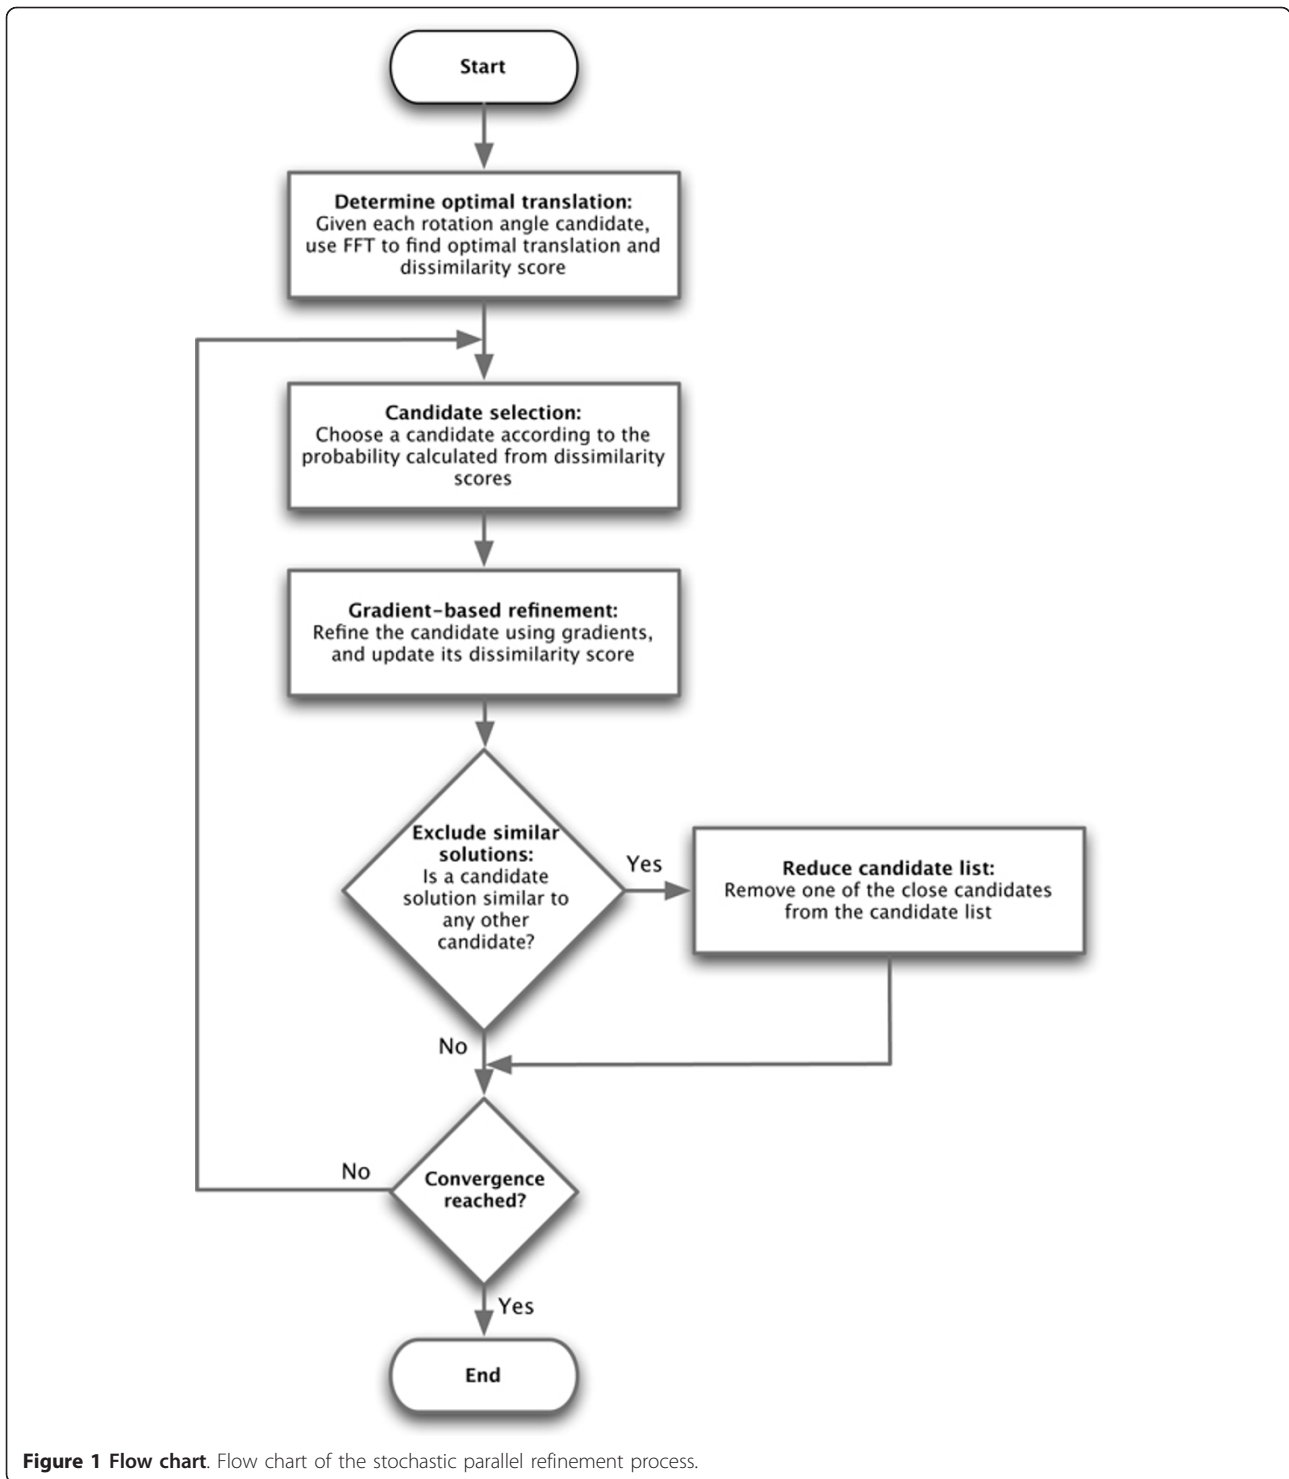 Start
Determine optimal translation:
Given each rotation angle candidate,
use FFT to find optimal translation and
dissimilarity score
Candidate selection:
Choose a candidate according to the
probability calculated from dissimilarity
scores
Gradient-based refinement:
Refine the candidate using gradients,
and update its dissimilarity score
Exclude similar
solutions:
Is a candidate
solution similar to
any other
candidate?
Yes
Reduce candidate list:
Remove one of the close candidates
from the candidate list
No
Convergence
reached?
No
Yes
End
Figure 1 Flow chart. Flow chart of the stochastic parallel refinement process.